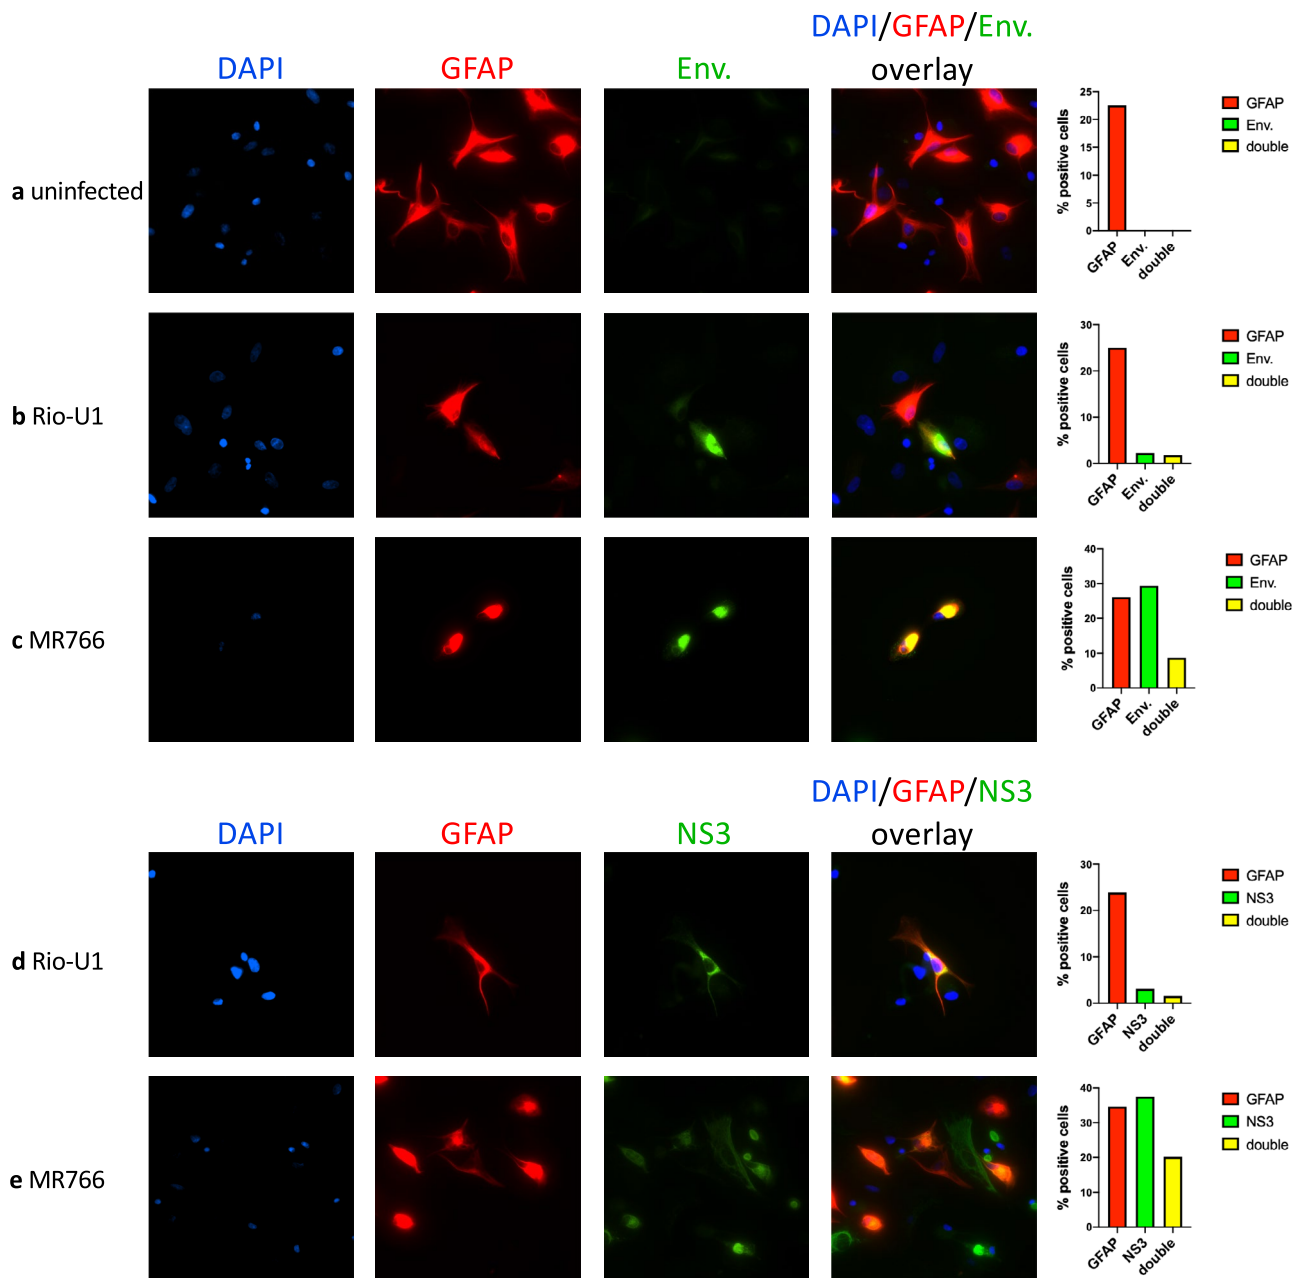 DAPI/GFAP/Env.
DAPI GFAP Env. overlay
a uninfected
25
20
15
10
5
0
% positive cells
GFAP
Env.
double
GFAP
Env.
double
b Rio-U1
30
20
10
0
% positive cells
GFAP
Env.
double
GFAP
Env.
double
c MR766
40
30
20
10
0
% positive cells
GFAP
Env.
double
GFAP
Env.
double
DAPI/GFAP/NS3
DAPI GFAP NS3 overlay
d Rio-U1
30
20
10
0
% positive cells
GFAP
NS3
double
GFAP
NS3
double
e MR766
40
30
20
10
0
% positive cells
GFAP
NS3
double
GFAP
NS3
double